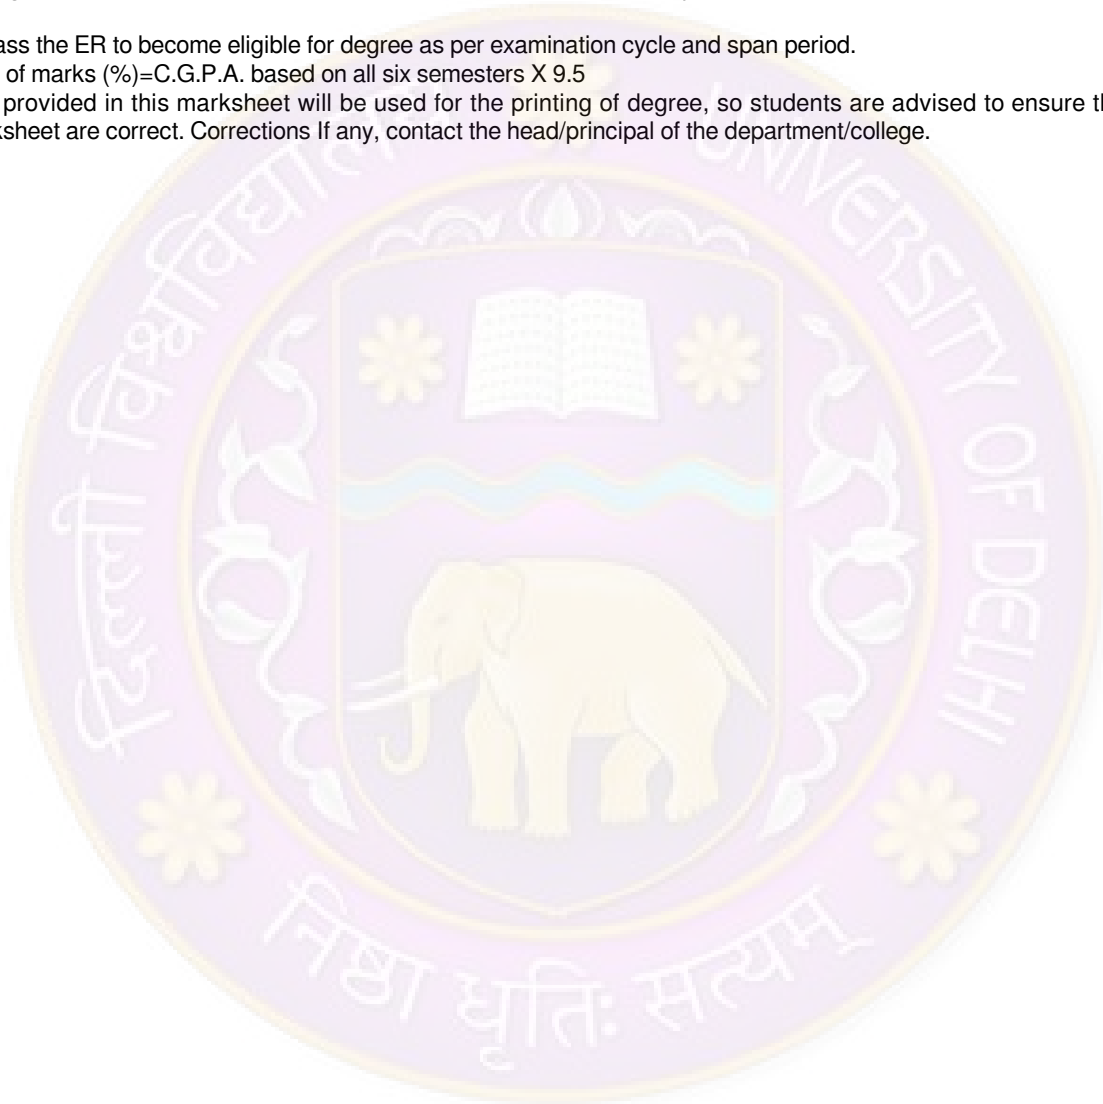 ass the ER to become eligible for degree as per examination cycle and span period.
of marks (%)=C.G.P.A. based on all six semesters X 9.5
provided in this marksheet will be used for the printing of degree, so students are advised to ensure th
ksheet are correct. Corrections If any, contact the head/principal of the department/college.
दिल्ली विश्वविद्यालय
UNIVERSITY OF DELHI
निष्ठा धृतिः सत्यम्